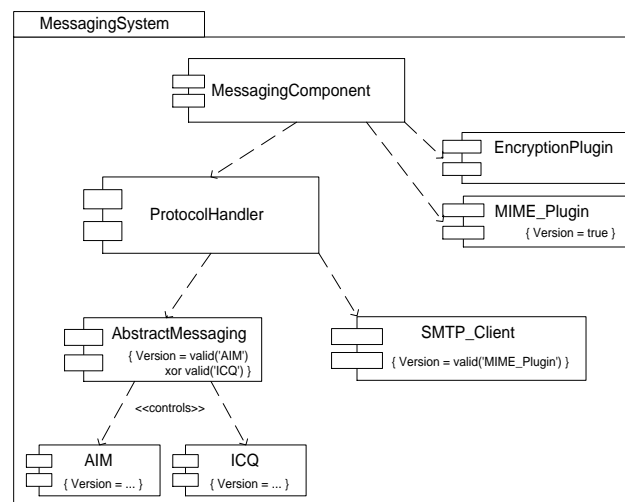 MessagingSystem
MessagingComponent
EncryptionPlugin
MIME_Plugin
{ Version = true }
ProtocolHandler
AbstractMessaging
{ Version = valid('AIM')
xor valid('ICQ') }
SMTP_Client
{ Version = valid('MIME_Plugin') }
<<controls>>
AIM
{ Version = ... }
ICQ
{ Version = ... }